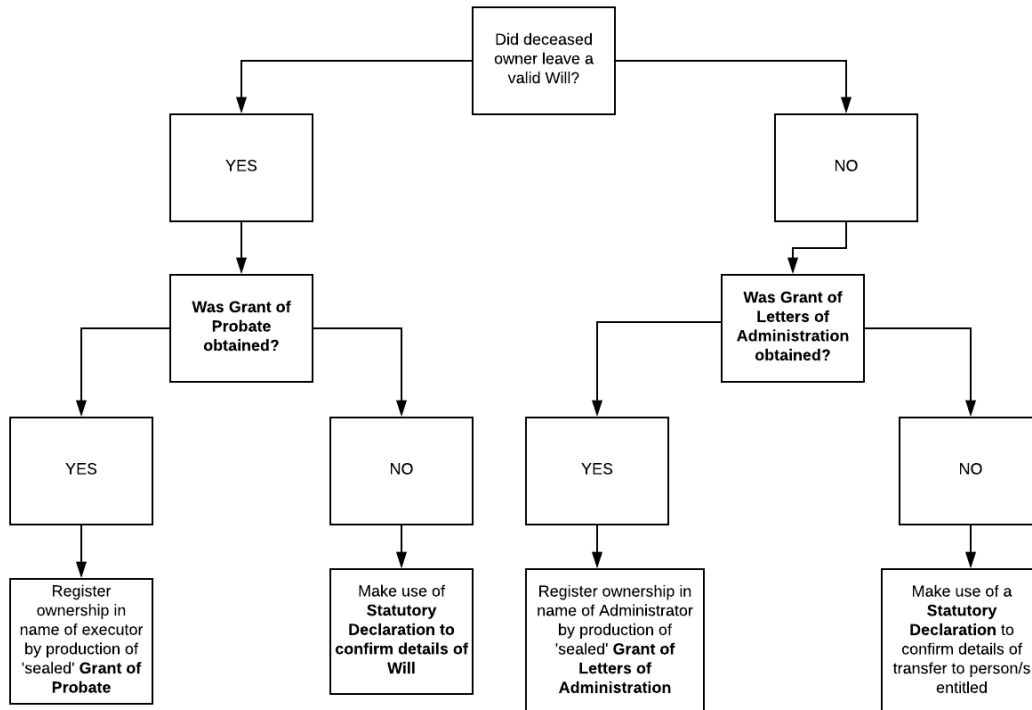 Did deceased
owner leave a
valid Will?
YES
NO
Was Grant of
Probate
obtained?
Was Grant of
Letters of
Administration
obtained?
YES
NO
YES
NO
Register
ownership in
name of executor
by production of
'sealed' Grant of
Probate
Make use of
Statutory
Declaration to
confirm details of
Will
Register ownership in
name of Administrator
by production of
'sealed' Grant of
Letters of
Administration
Make use of a
Statutory
Declaration to
confirm details of
transfer to person/s
entitled